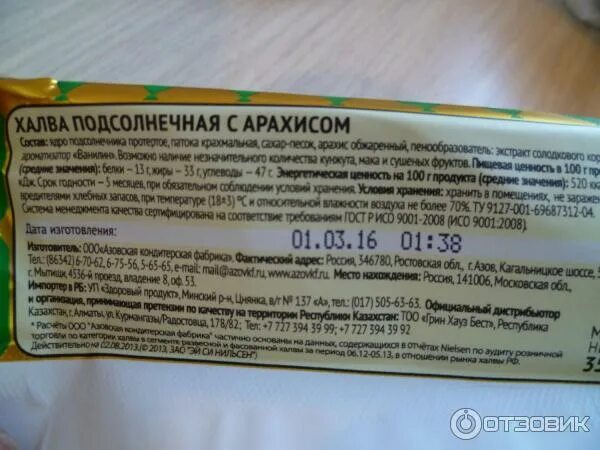 ХАЛВА ПОДСОЛНЕЧНАЯ С АРАХИСОМ
Состав: ядро подсолнечника протертое, патока крахмальная, сахар-песок, арахис обжаренный, пенообразователь: экстракт солодкового кор
ароматизатор «Ванилин». Возможно наличие незначительного количества кунжута, мака и сушеных фруктов. Пищевая ценность в 100 г пр
(средние значения): белки – 13 г, жиры – 33 г, углеводы – 47 г. Энергетическая ценность на 100 г продукта (средние значения): 520 кка
кДж. Срок годности – 5 месяцев, при обязательном соблюдении условий хранения. Условия хранения: хранить в помещениях, не зараже
вредителями хлебных запасов, при температуре (18±3) °С и относительной влажности воздуха не более 70%. ТУ 9127-001-69687312-04.
Система менеджмента качества сертифицирована на соответствие требованиям ГОСТ Р ИСО 9001-2008 (ИСО 9001:2008).
Дата изготовления: 01.03.16 01:38
Изготовитель: ООО «Азовская кондитерская фабрика». Фактический адрес: Россия, 346780, Ростовская обл., г. Азов, Кагальницкое шоссе,
Тел.: (86342) 6-70-62, 6-75-56, 5-65-65, e-mail: mail@azovkf.ru, www.azovkf.ru. Место нахождения: Россия, 141006, Московская обл.,
г. Мытищи, 4536-й проезд, владение 8, оф. 53.
Импортер в РБ: УП «Здоровый продукт», Минский р-н, Цнянка, в/г № 137 «А», тел.: (017) 505-63-63. Официальный дистрибьютор
и организация, принимающая претензии по качеству на территории Республики Казахстан: ТОО «Грин Хауз Бест», Республика
Казахстан, г. Алматы, ул. Курмангазы/Радостовца, 178/82; Тел: +7 727 394 39 99; +7 727 394 39 92
* Расчёты ООО "Азовская кондитерская фабрика" частично основаны на данных, содержащихся в отчётах Nielsen по аудиту розничной
торговли по категории халвы в сегменте развесной и фасованной халвы за период 06.12-05.13, в отношении рынка халвы РФ.
Действительно на 02.08.2013 (© 2013, ЗАО "ЭЙ СИ НИЛЬСЕН")
ОТЗОВИК